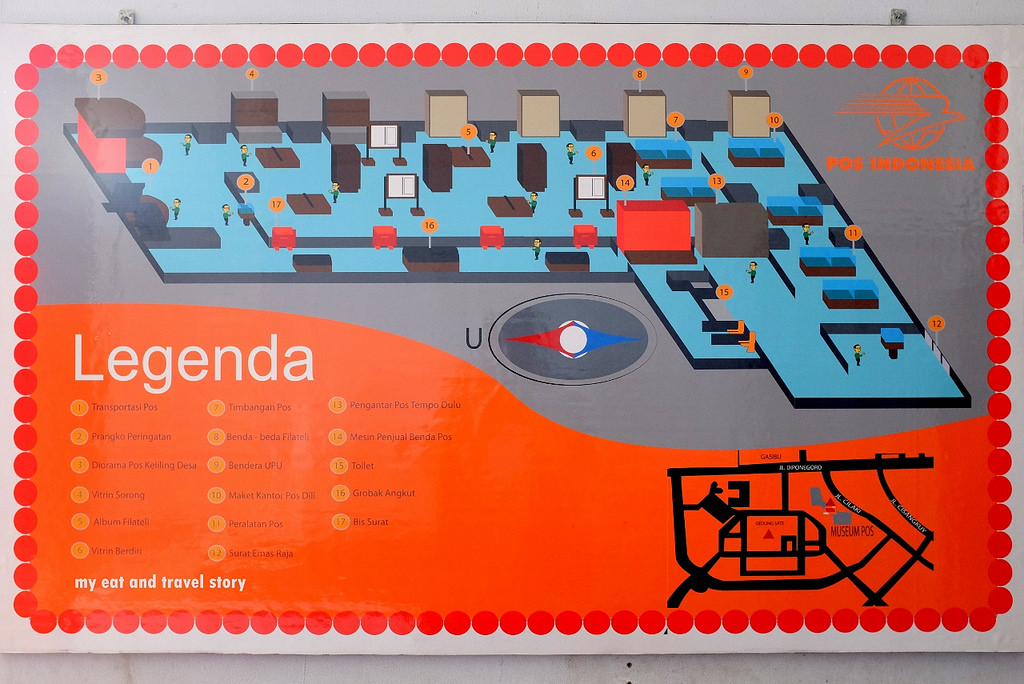 3
4
8
9
POS INDONESIA
7
10
5
6
1
2
14
13
17
16
11
15
12
U
Legenda
1 Transportasi Pos
2 Prangko Peringatan
3 Diorama Pos Keliling Desa
4 Vitrin Sorong
5 Album Filateli
6 Vitrin Berdiri
7 Timbangan Pos
8 Benda - beda Filateli
9 Bendera UPU
10 Maket Kantor Pos Dili
11 Peralatan Pos
12 Surat Emas Raja
13 Pengantar Pos Tempo Dulu
14 Mesin Penjual Benda Pos
15 Toilet
16 Grobak Angkut
17 Bis Surat
GASIBU
JL. DIPONEGORO
JL. CILAKI
JL. CISANGKUY
GEDUNG SATE
MUSEUM POS
my eat and travel story